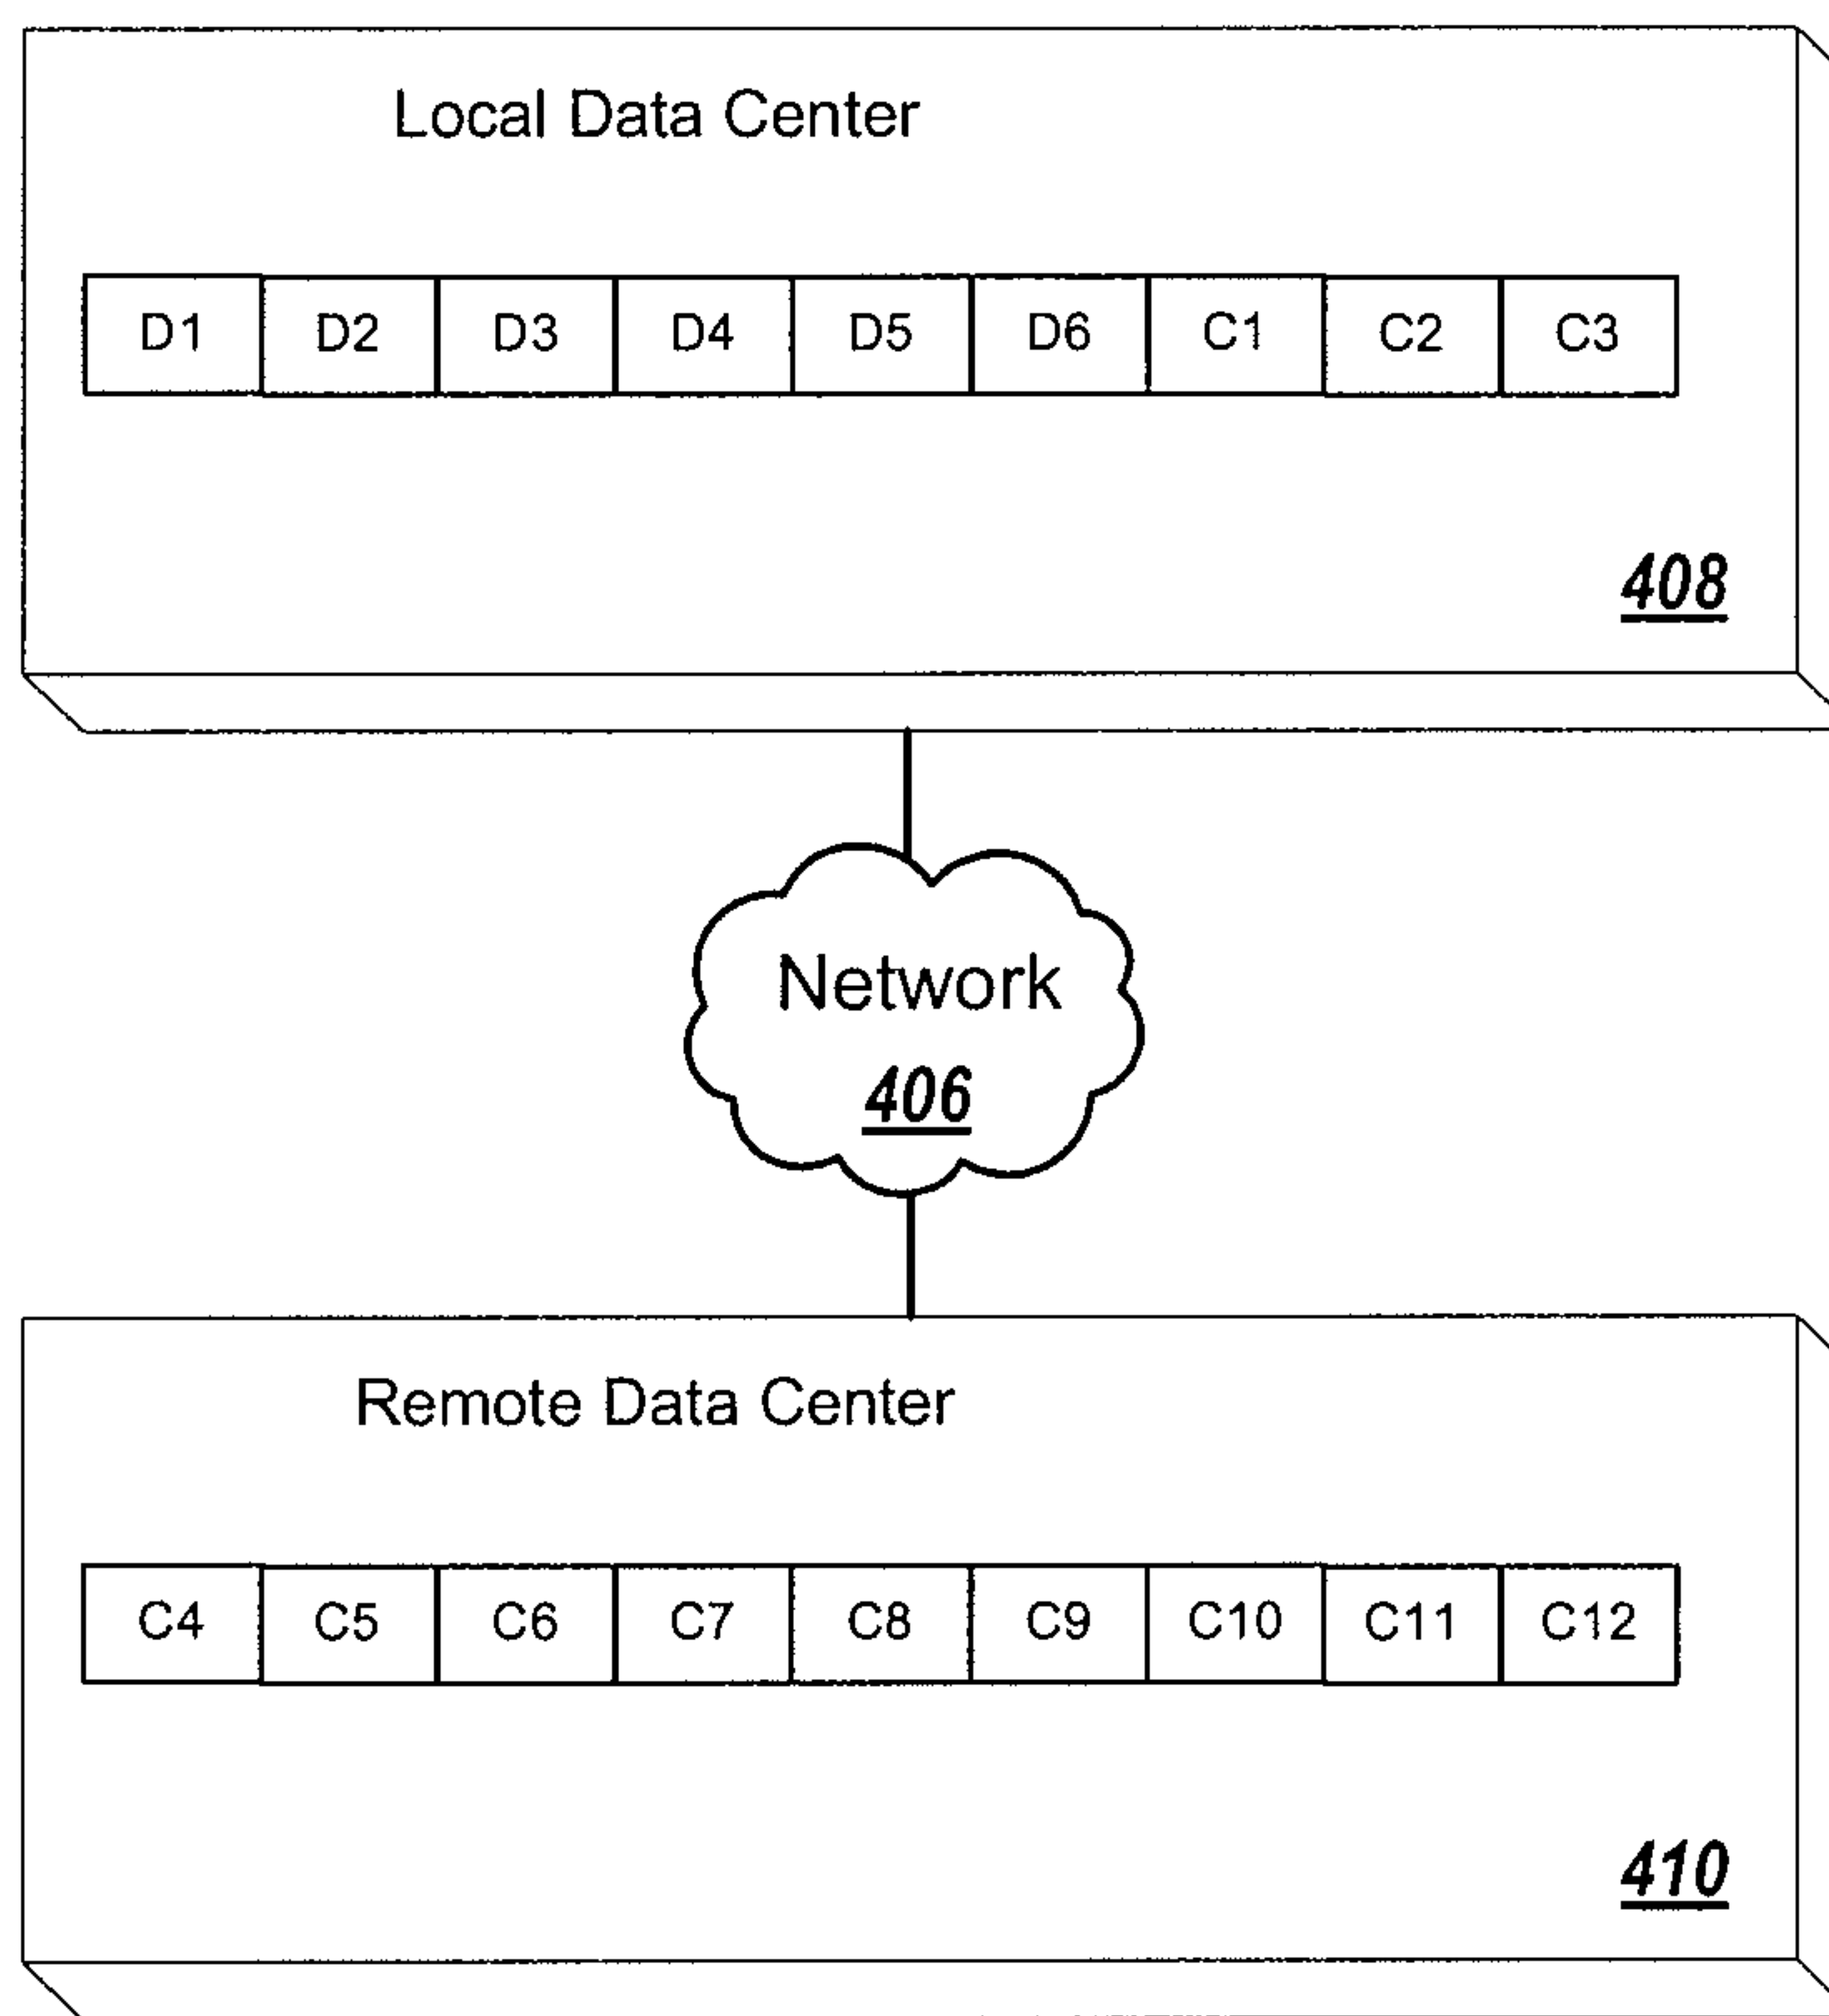 Local Data Center
D1 D2 D3 D4 D5 D6 C1 C2 C3
408
Network
406
Remote Data Center
C4 C5 C6 C7 C8 C9 C10 C11 C12
410